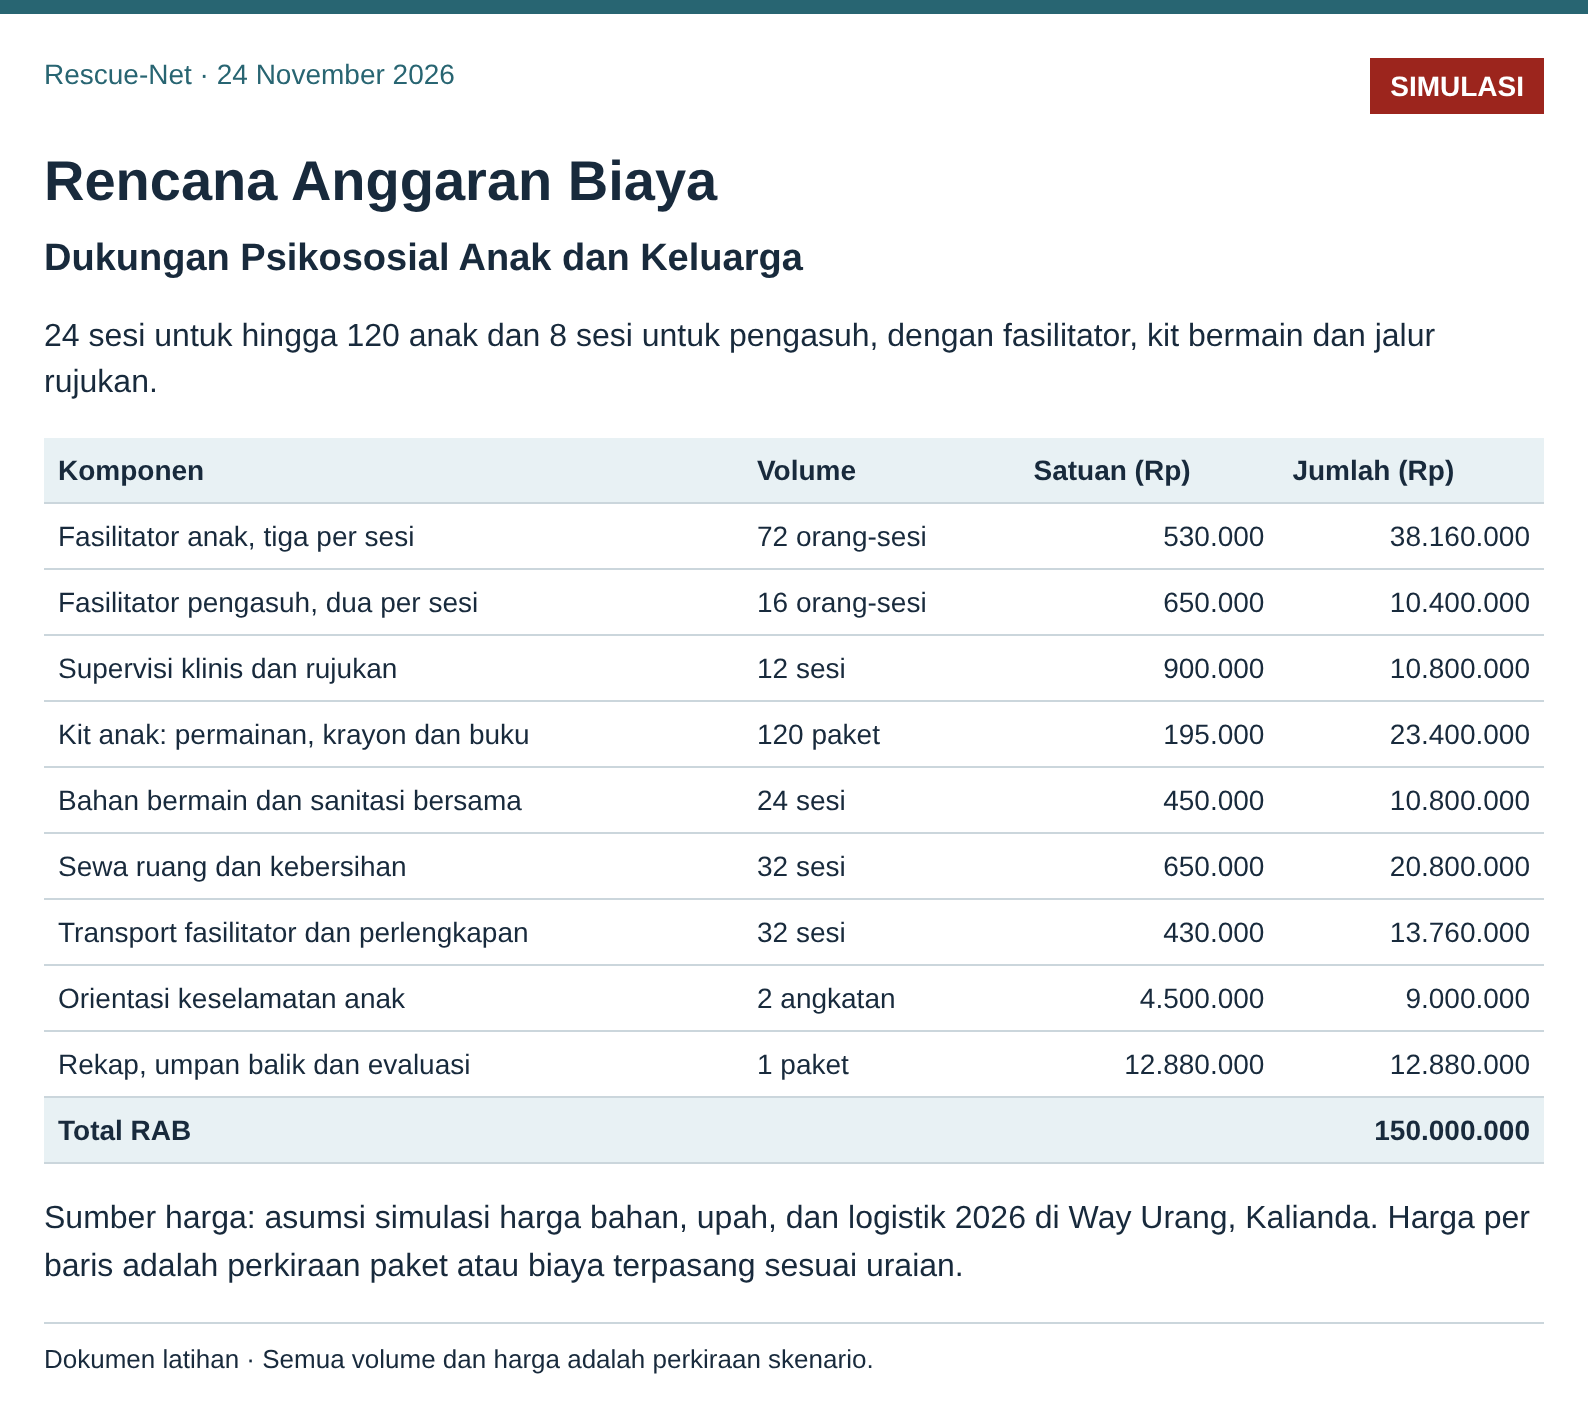 Rescue-Net · 24 November 2026
SIMULASI
Rencana Anggaran Biaya
Dukungan Psikososial Anak dan Keluarga
24 sesi untuk hingga 120 anak dan 8 sesi untuk pengasuh, dengan fasilitator, kit bermain dan jalur
rujukan.
Komponen Volume Satuan (Rp) Jumlah (Rp)
Fasilitator anak, tiga per sesi 72 orang-sesi 530.000 38.160.000
Fasilitator pengasuh, dua per sesi 16 orang-sesi 650.000 10.400.000
Supervisi klinis dan rujukan 12 sesi 900.000 10.800.000
Kit anak: permainan, krayon dan buku 120 paket 195.000 23.400.000
Bahan bermain dan sanitasi bersama 24 sesi 450.000 10.800.000
Sewa ruang dan kebersihan 32 sesi 650.000 20.800.000
Transport fasilitator dan perlengkapan 32 sesi 430.000 13.760.000
Orientasi keselamatan anak 2 angkatan 4.500.000 9.000.000
Rekap, umpan balik dan evaluasi 1 paket 12.880.000 12.880.000
Total RAB 150.000.000
Sumber harga: asumsi simulasi harga bahan, upah, dan logistik 2026 di Way Urang, Kalianda. Harga per
baris adalah perkiraan paket atau biaya terpasang sesuai uraian.
Dokumen latihan · Semua volume dan harga adalah perkiraan skenario.